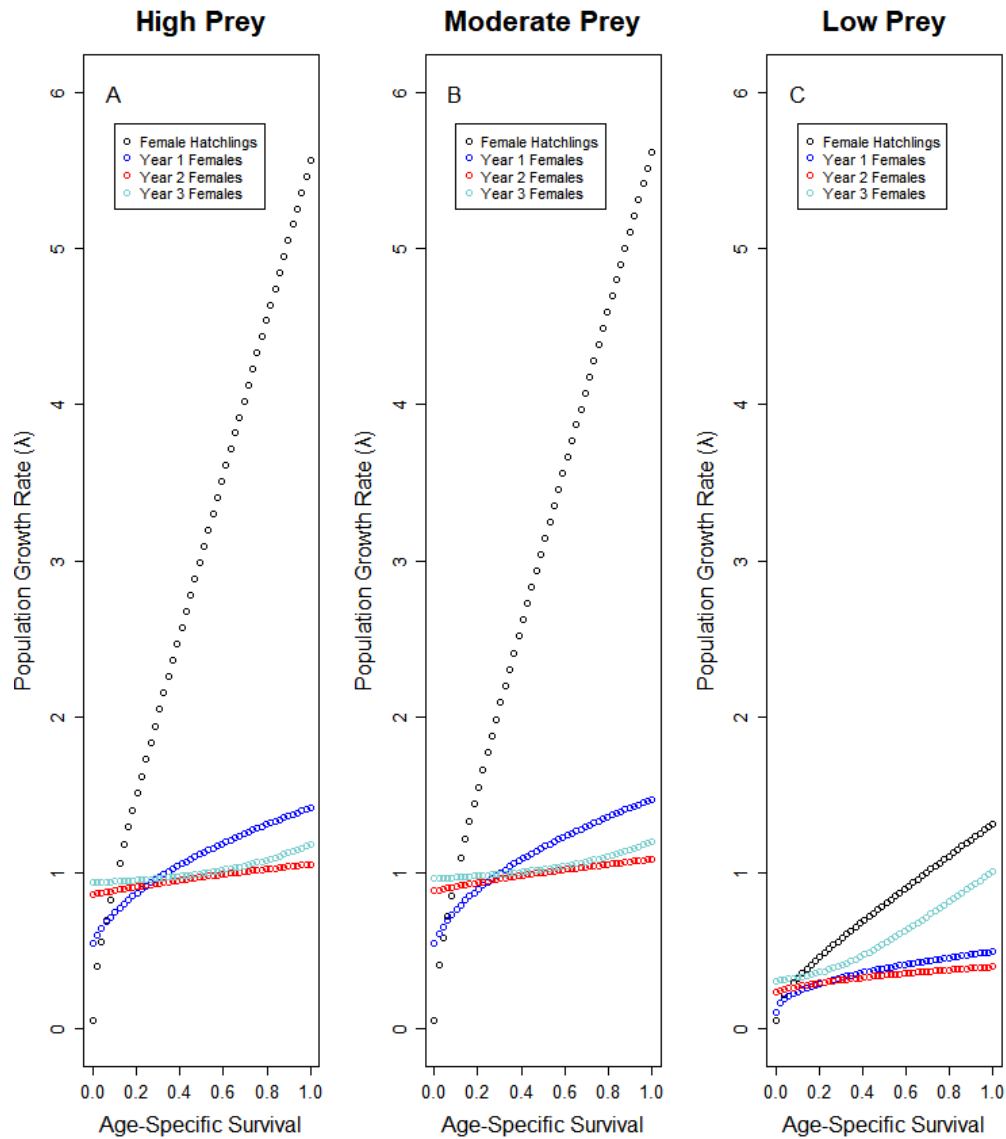 High Prey
Moderate Prey
Low Prey
A
Female Hatchlings
Year 1 Females
Year 2 Females
Year 3 Females
Population Growth Rate (λ)
6
5
4
3
2
1
0
0.0 0.2 0.4 0.6 0.8 1.0
Age-Specific Survival
B
Female Hatchlings
Year 1 Females
Year 2 Females
Year 3 Females
Population Growth Rate (λ)
6
5
4
3
2
1
0
0.0 0.2 0.4 0.6 0.8 1.0
Age-Specific Survival
C
Female Hatchlings
Year 1 Females
Year 2 Females
Year 3 Females
Population Growth Rate (λ)
6
5
4
3
2
1
0
0.0 0.2 0.4 0.6 0.8 1.0
Age-Specific Survival